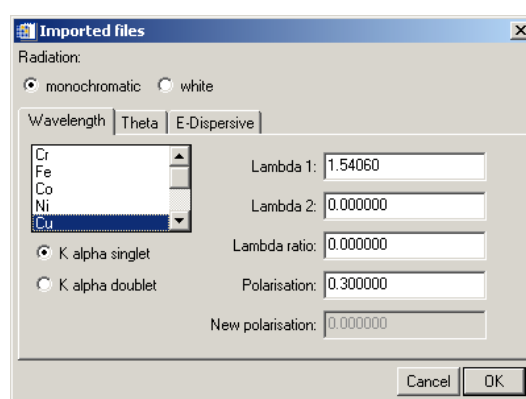 Imported files
Radiation:
monochromatic white
Wavelength Theta E-Dispersive
Cr
Fe
Co
Ni
Cu
K alpha singlet
K alpha doublet
Lambda 1: 1.54060
Lambda 2: 0.000000
Lambda ratio: 0.000000
Polarisation: 0.300000
New polarisation: 0.000000
Cancel OK